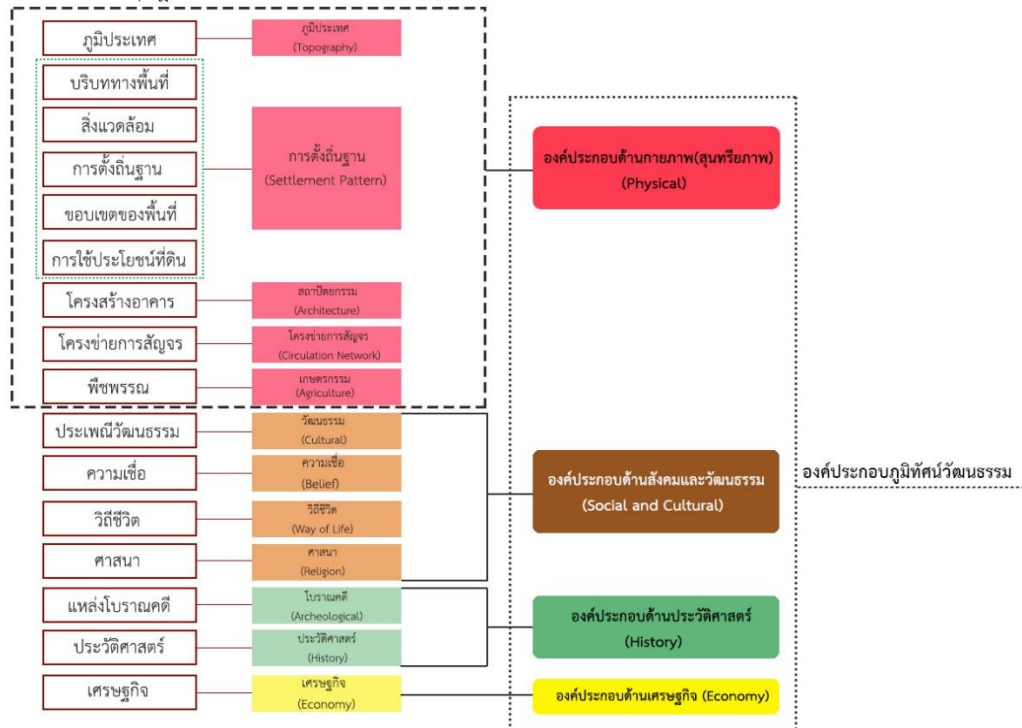 ภูมิประเทศ
ภูมิประเทศ
(Topography)
บริบททางพื้นที่
สิ่งแวดล้อม
การตั้งถิ่นฐาน
ขอบเขตของพื้นที่
การใช้ประโยชน์ที่ดิน
การตั้งถิ่นฐาน
(Settlement Pattern)
องค์ประกอบด้านกายภาพ(สุนทรียภาพ)
(Physical)
โครงสร้างอาคาร
สถาปัตยกรรม
(Architecture)
โครงข่ายการสัญจร
โครงข่ายการสัญจร
(Circulation Network)
พืชพรรณ
เกษตรกรรม
(Agriculture)
ประเพณีวัฒนธรรม
วัฒนธรรม
(Cultural)
ความเชื่อ
ความเชื่อ
(Belief)
วิถีชีวิต
วิถีชีวิต
(Way of Life)
ศาสนา
ศาสนา
(Religion)
องค์ประกอบด้านสังคมและวัฒนธรรม
(Social and Cultural)
องค์ประกอบภูมิทัศน์วัฒนธรรม
แหล่งโบราณคดี
โบราณคดี
(Archeological)
ประวัติศาสตร์
ประวัติศาสตร์
(History)
องค์ประกอบด้านประวัติศาสตร์
(History)
เศรษฐกิจ
เศรษฐกิจ
(Economy)
องค์ประกอบด้านเศรษฐกิจ (Economy)